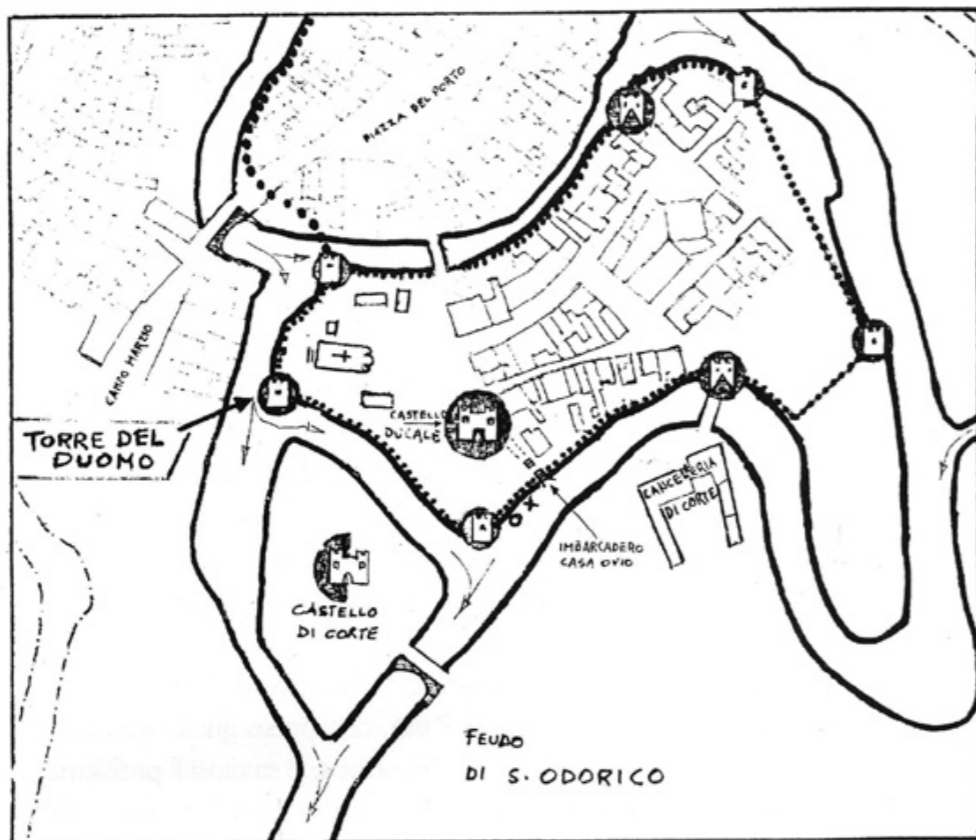 PIAZZA DEL PORTO
CAMPO MARZIO
TORRE DEL
DUOMO
CASTELLO
DUCALE
CANCELLERIA
DI CORTE
IMBARCADERO
CASA OVIO
CASTELLO
DI CORTE
FEUDO
DI S. ODORICO